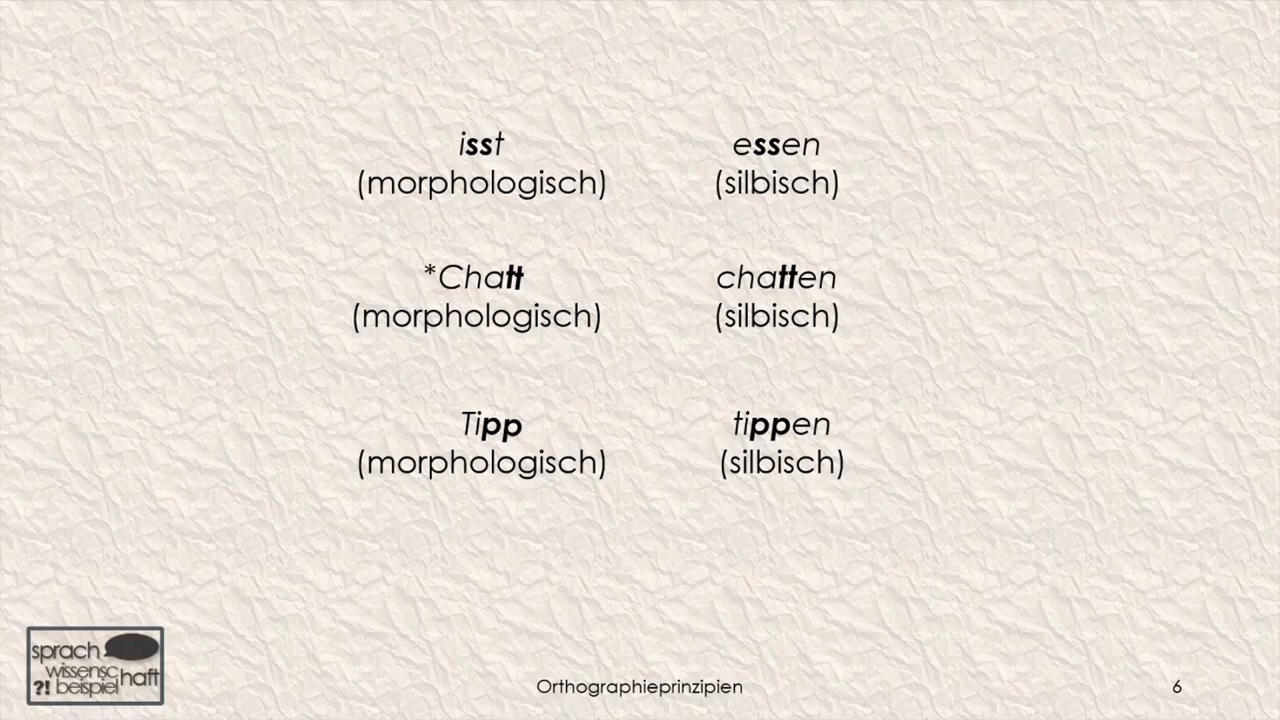 isst essen
(morphologisch) (silbisch)
*Chatt chatten
(morphologisch) (silbisch)
Tipp tippen
(morphologisch) (silbisch)
sprach
wissensc
haft
?! beispiel
Orthographieprinzipien 6